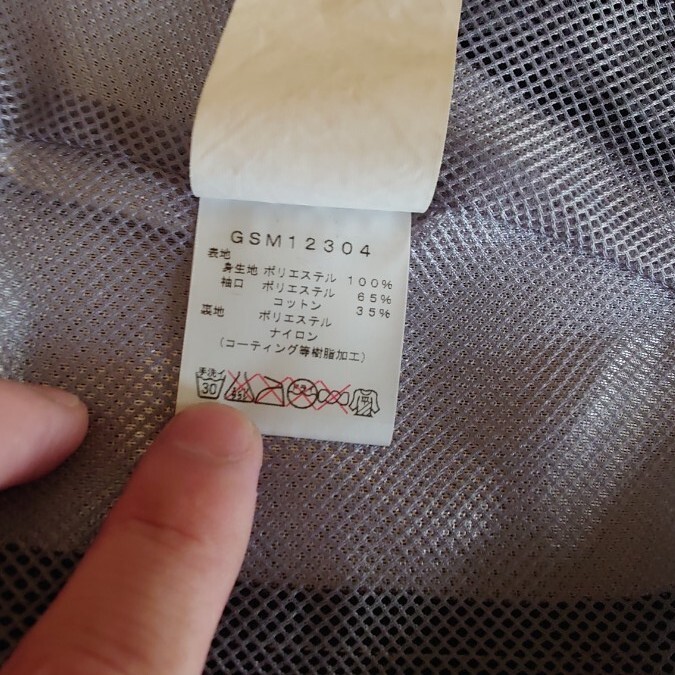 GSM12304
表地
身生地 ポリエステル 100%
袖口 ポリエステル 65%
コットン 35%
裏地 ポリエステル
ナイロン
(コーティング等樹脂加工)
手洗イ
30